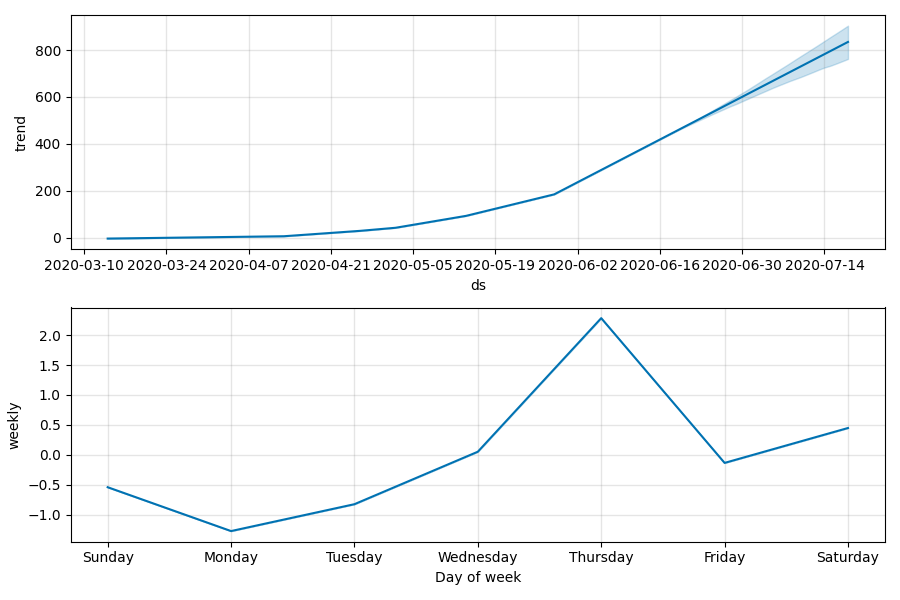 800
600
400
200
0
trend
2020-03-10 2020-03-24 2020-04-07 2020-04-21 2020-05-05 2020-05-19 2020-06-02 2020-06-16 2020-06-30 2020-07-14
ds
2.0
1.5
1.0
0.5
0.0
−0.5
−1.0
weekly
Sunday Monday Tuesday Wednesday Thursday Friday Saturday
Day of week